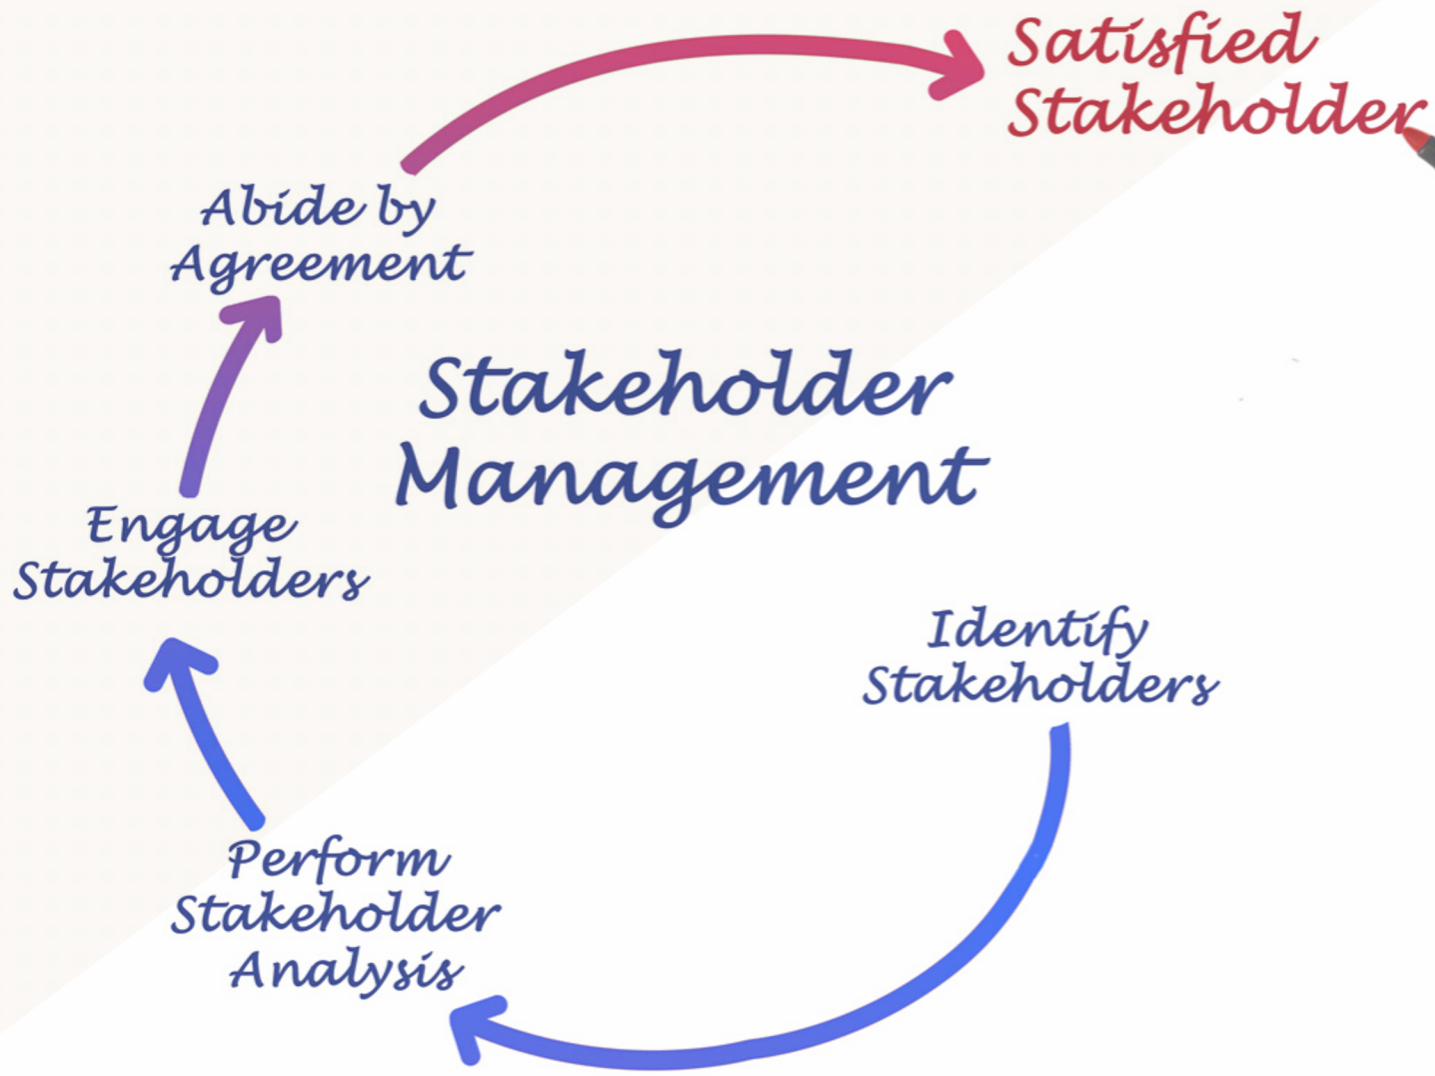 Satisfied
Stakeholder
Abide by
Agreement
Stakeholder
Management
Engage
Stakeholders
Identify
Stakeholders
Perform
Stakeholder
Analysis